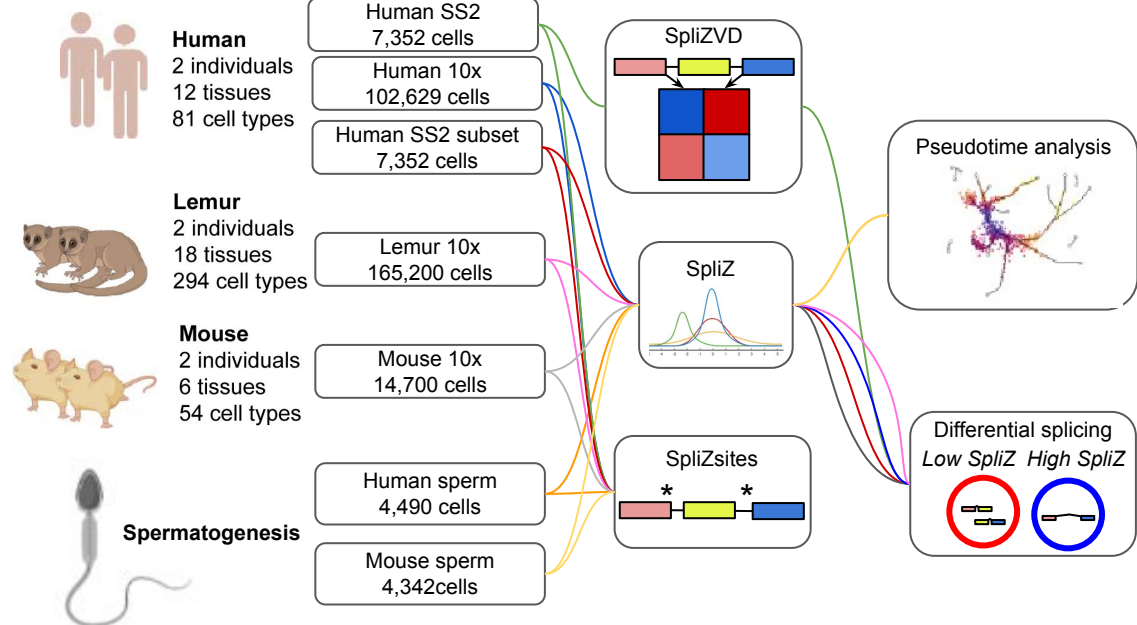 Human
2 individuals
12 tissues
81 cell types
Lemur
2 individuals
18 tissues
294 cell types
Mouse
2 individuals
6 tissues
54 cell types
Spermatogenesis
Human SS2
7,352 cells
Human 10x
102,629 cells
Human SS2 subset
7,352 cells
Lemur 10x
165,200 cells
Mouse 10x
14,700 cells
Human sperm
4,490 cells
Mouse sperm
4,342cells
SpliZVD
SpliZ
SpliZsites
* *
Pseudotime analysis
Differential splicing
Low SpliZ High SpliZ